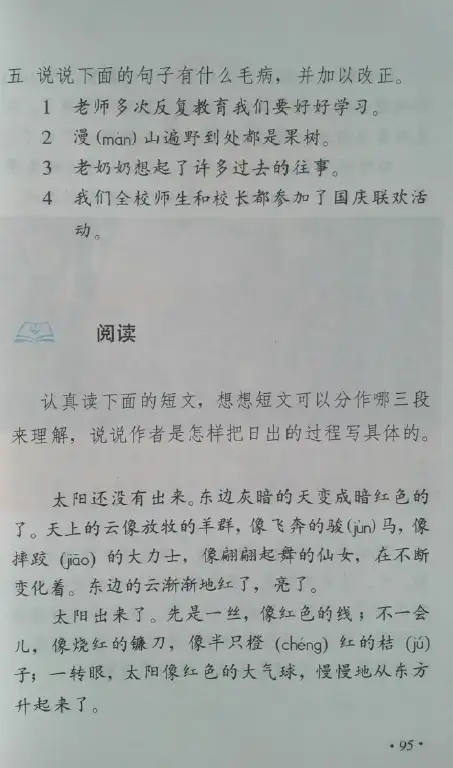 五 说说下面的句子有什么毛病，并加以改正。
1 老师多次反复教育我们要好好学习。
2 漫(màn)山遍野到处都是果树。
3 老奶奶想起了许多过去的往事。
4 我们全校师生和校长都参加了国庆联欢活
动。
阅读
认真读下面的短文，想想短文可以分作哪三段
来理解，说说作者是怎样把日出的过程写具体的。
太阳还没有出来。东边灰暗的天变成暗红色的
了。天上的云像放牧的羊群，像飞奔的骏(jùn)马，像
摔跤(jiāo)的大力士，像翩翩起舞的仙女，在不断
变化着。东边的云渐渐地红了，亮了。
太阳出来了。先是一丝，像红色的线；不一会
儿，像烧红的镰刀，像半只橙(chéng)红的桔(jú)
子；一转眼，太阳像红色的大气球，慢慢地从东方
升起来了。
·95·